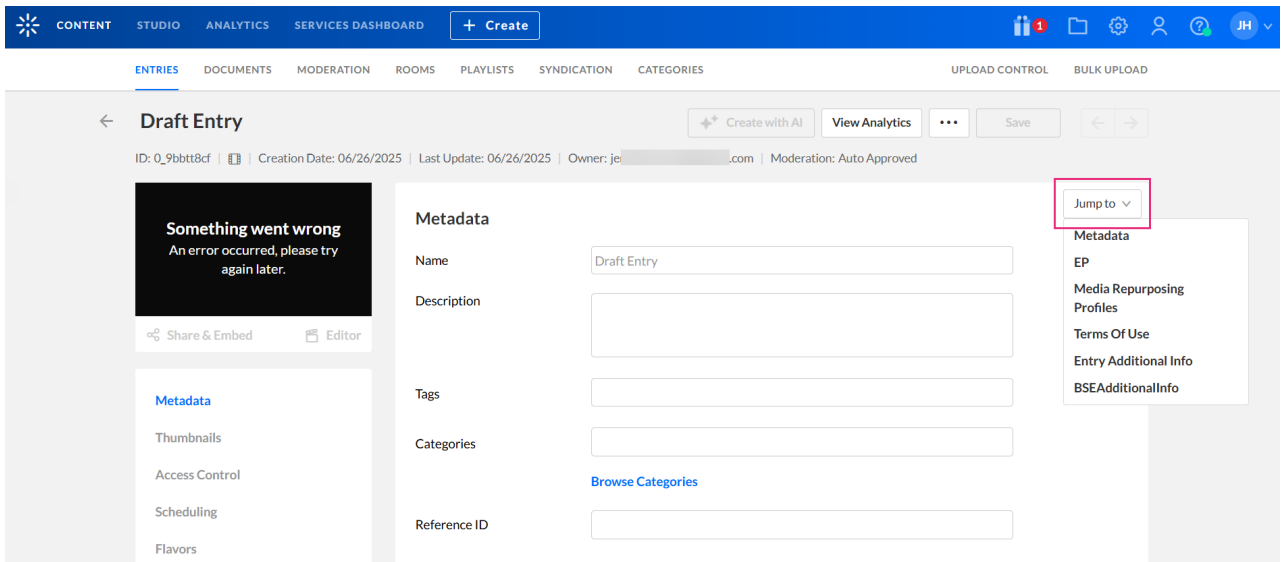 CONTENT STUDIO ANALYTICS SERVICES DASHBOARD + Create 1 JH
ENTRIES DOCUMENTS MODERATION ROOMS PLAYLISTS SYNDICATION CATEGORIES UPLOAD CONTROL BULK UPLOAD
Draft Entry Create with AI View Analytics ••• Save
ID: 0_9bbtt8cf | Creation Date: 06/26/2025 | Last Update: 06/26/2025 | Owner: je .com | Moderation: Auto Approved
Something went wrong
An error occurred, please try
again later.
Share & Embed Editor
Metadata
Thumbnails
Access Control
Scheduling
Flavors
Metadata
Name Draft Entry
Description
Tags
Categories
Browse Categories
Reference ID
Jump to
Metadata
EP
Media Repurposing
Profiles
Terms Of Use
Entry Additional Info
BSEAdditionalInfo